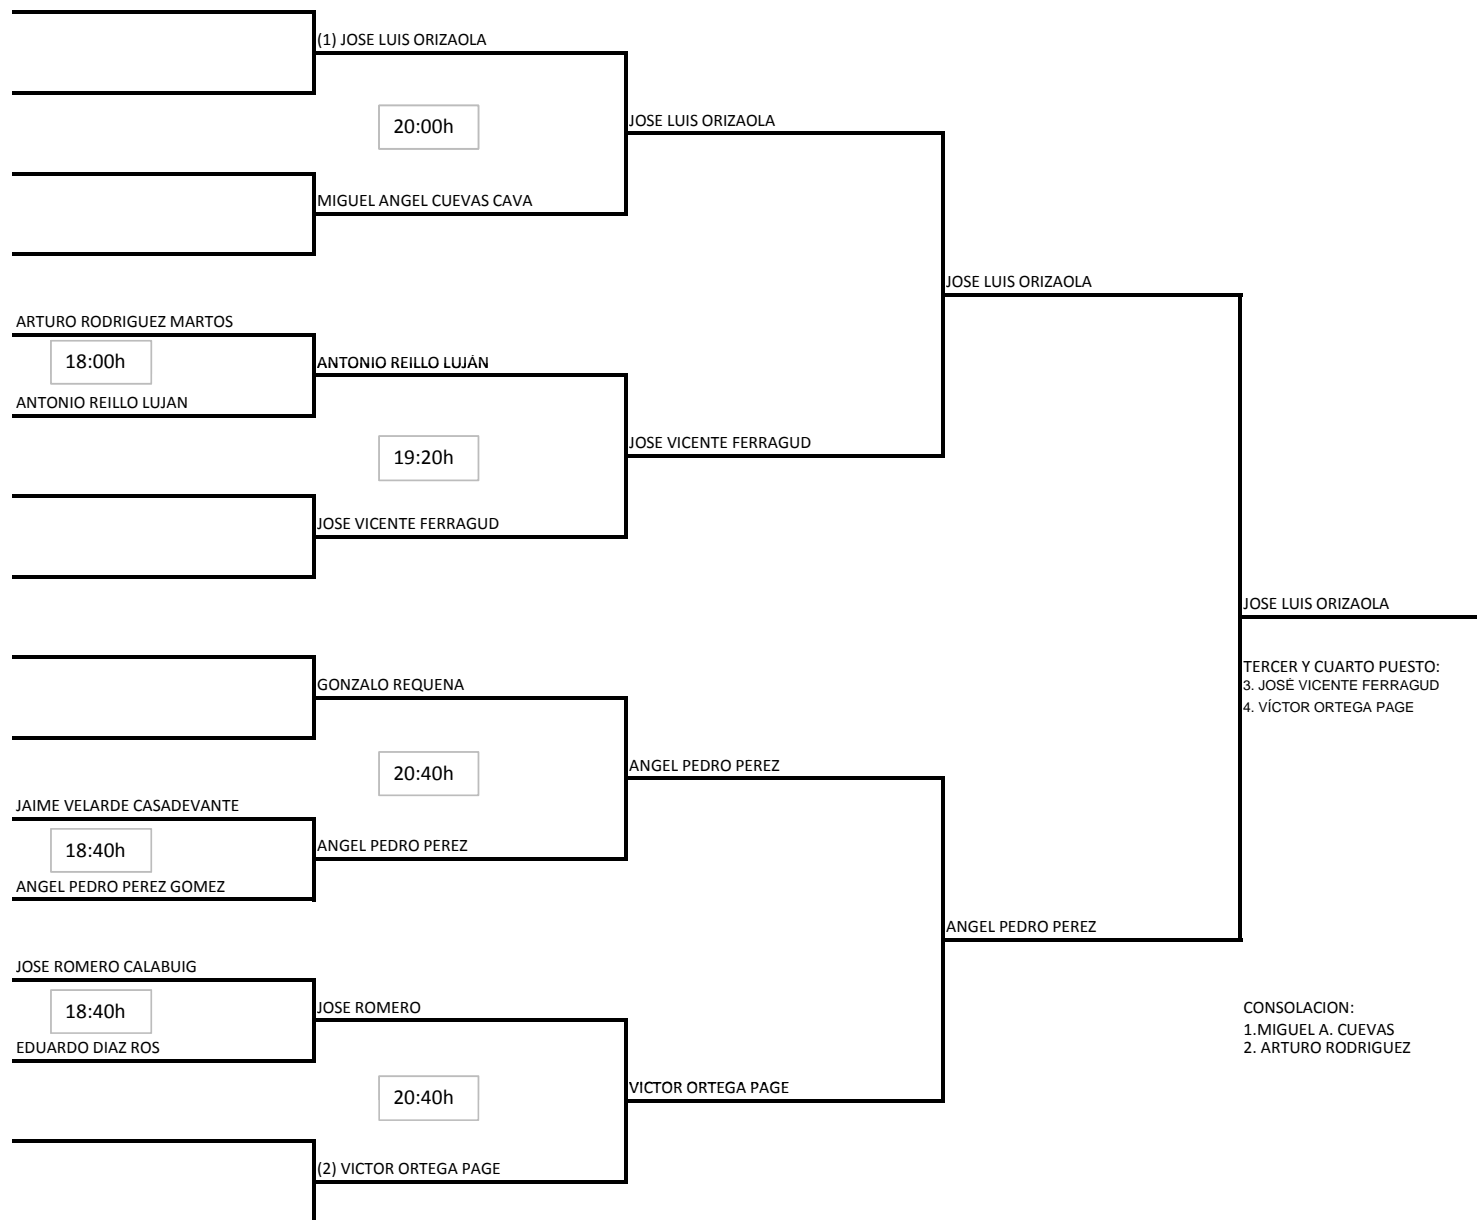 (1) JOSE LUIS ORIZAOLA
20:00h
JOSE LUIS ORIZAOLA
MIGUEL ANGEL CUEVAS CAVA
JOSE LUIS ORIZAOLA
ARTURO RODRIGUEZ MARTOS
18:00h
ANTONIO REILLO LUJÁN
ANTONIO REILLO LUJAN
19:20h
JOSE VICENTE FERRAGUD
JOSE VICENTE FERRAGUD
JOSE LUIS ORIZAOLA
TERCER Y CUARTO PUESTO:
3. JOSÉ VICENTE FERRAGUD
4. VÍCTOR ORTEGA PAGE
GONZALO REQUENA
20:40h
ANGEL PEDRO PEREZ
JAIME VELARDE CASADEVANTE
18:40h
ANGEL PEDRO PEREZ
ANGEL PEDRO PEREZ GOMEZ
ANGEL PEDRO PEREZ
JOSE ROMERO CALABUIG
18:40h
JOSE ROMERO
EDUARDO DIAZ ROS
CONSOLACION:
1.MIGUEL A. CUEVAS
2. ARTURO RODRIGUEZ
20:40h
VICTOR ORTEGA PAGE
(2) VICTOR ORTEGA PAGE